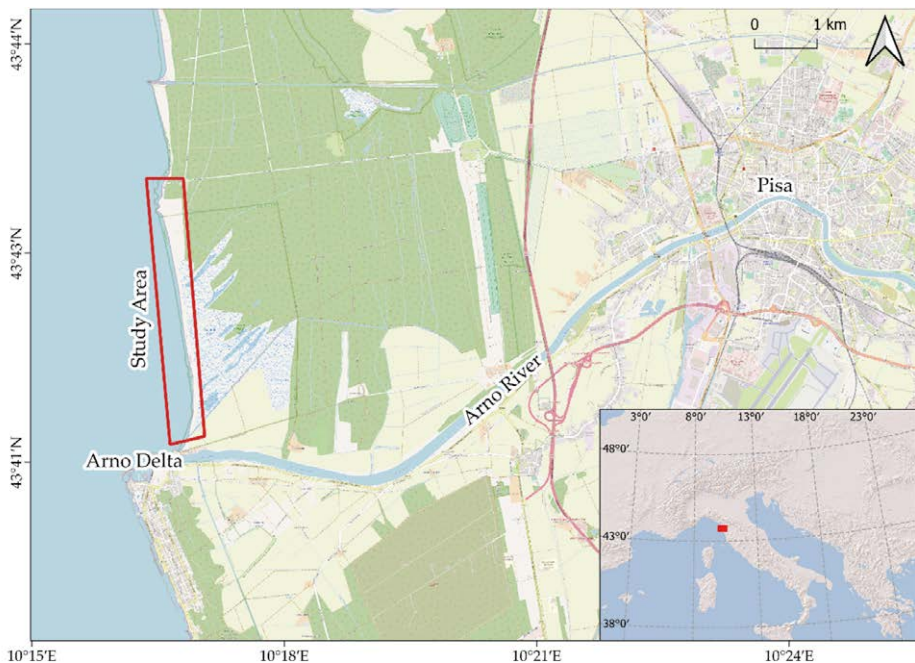 43°44'N
0 1 km
Pisa
43°43'N
Study Area
Arno River
43°41'N
Arno Delta
3°0' 8°0' 13°0' 18°0' 23°0'
48°0'
43°0'
38°0'
10°15'E 10°18'E 10°21'E 10°24'E